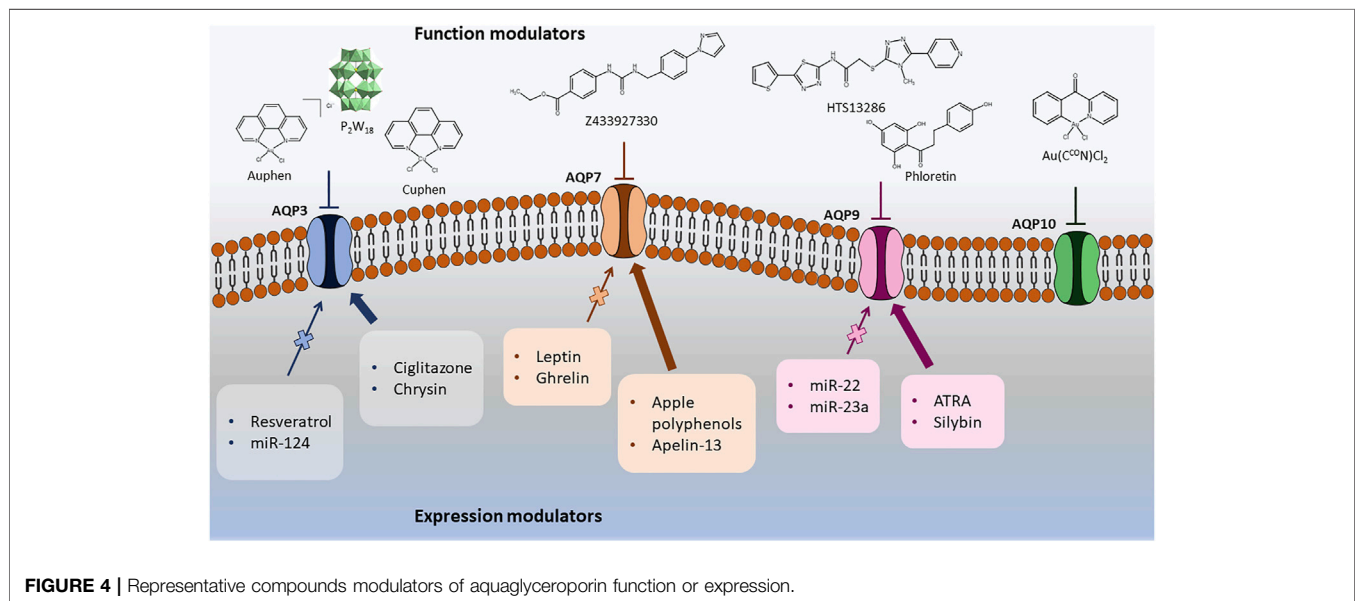 Function modulators
P2W18
Auphen
Cuphen
Z433927330
HTS13286
Phloretin
Au(C^CON)Cl2
AQP3
AQP7
AQP9
AQP10
• Resveratrol
• miR-124
• Ciglitazone
• Chrysin
• Leptin
• Ghrelin
• Apple
polyphenols
• Apelin-13
• miR-22
• miR-23a
• ATRA
• Silybin
Expression modulators
FIGURE 4 | Representative compounds modulators of aquaglyceroporin function or expression.